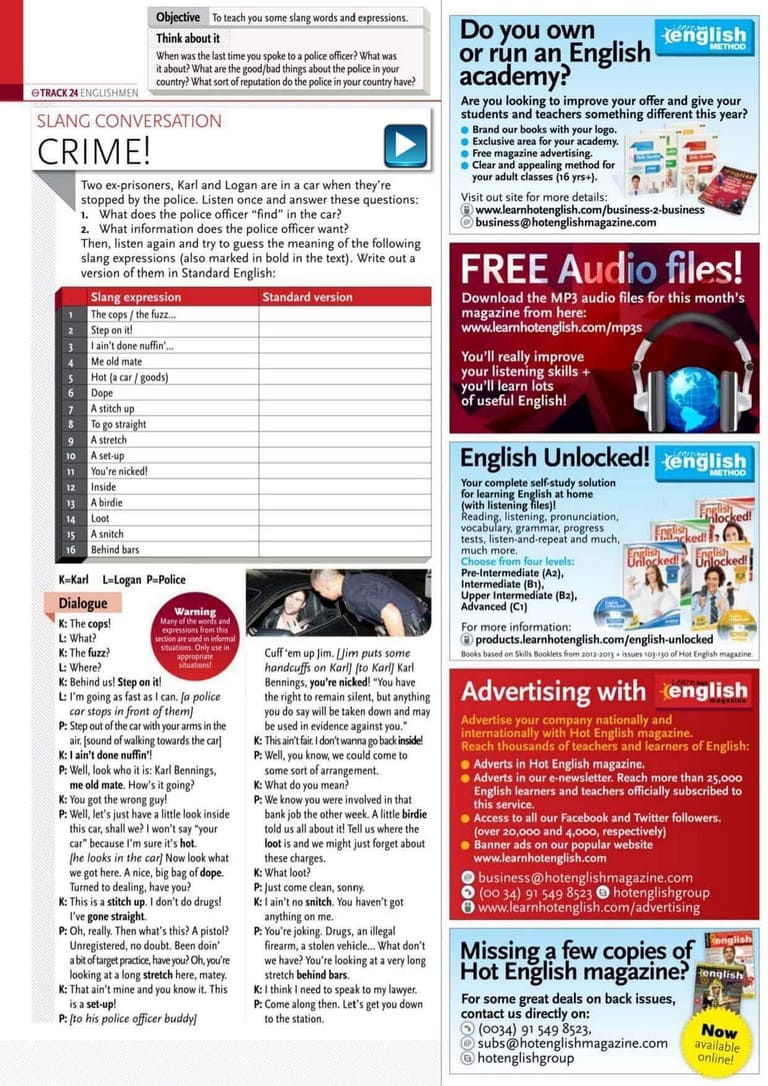 Objective To teach you some slang words and expressions.
Think about it
When was the last time you spoke to a police officer? What was
it about? What are the good/bad things about the police in your
country? What sort of reputation do the police in your country have?
TRACK 24 ENGLISHMEN
SLANG CONVERSATION
CRIME!
Two ex-prisoners, Karl and Logan are in a car when they're
stopped by the police. Listen once and answer these questions:
1. What does the police officer “find” in the car?
2. What information does the police officer want?
Then, listen again and try to guess the meaning of the following
slang expressions (also marked in bold in the text). Write out a
version of them in Standard English:
Slang expression Standard version
1 The cops / the fuzz...
2 Step on it!
3 I ain't done nuffin'...
4 Me old mate
5 Hot (a car / goods)
6 Dope
7 A stitch up
8 To go straight
9 A stretch
10 A set-up
11 You're nicked!
12 Inside
13 A birdie
14 Loot
15 A snitch
16 Behind bars
K=Karl L=Logan P=Police
Dialogue
Warning
Many of the words and
expressions from this
section are used in informal
situations. Only use in
appropriate
situations!
K: The cops!
L: What?
K: The fuzz?
L: Where?
K: Behind us! Step on it!
L: I'm going as fast as I can. [a police
car stops in front of them]
P: Step out of the car with your arms in the
air. [sound of walking towards the car]
K: I ain't done nuffin'!
P: Well, look who it is: Karl Bennings,
me old mate. How's it going?
K: You got the wrong guy!
P: Well, let's just have a little look inside
this car, shall we? I won't say “your
car” because I'm sure it's hot.
[he looks in the car] Now look what
we got here. A nice, big bag of dope.
Turned to dealing, have you?
K: This is a stitch up. I don't do drugs!
I've gone straight.
P: Oh, really. Then what's this? A pistol?
Unregistered, no doubt. Been doin'
a bit of target practice, have you? Oh, you're
looking at a long stretch here, matey.
K: That ain't mine and you know it. This
is a set-up!
P: [to his police officer buddy]
Cuff 'em up Jim. [Jim puts some
handcuffs on Karl] [to Karl] Karl
Bennings, you're nicked! “You have
the right to remain silent, but anything
you do say will be taken down and may
be used in evidence against you.”
K: This ain't fair. I don't wanna go back inside!
P: Well, you know, we could come to
some sort of arrangement.
K: What do you mean?
P: We know you were involved in that
bank job the other week. A little birdie
told us all about it! Tell us where the
loot is and we might just forget about
these charges.
K: What loot?
P: Just come clean, sonny.
K: I ain't no snitch. You haven't got
anything on me.
P: You're joking. Drugs, an illegal
firearm, a stolen vehicle... What don't
we have? You're looking at a very long
stretch behind bars.
K: I think I need to speak to my lawyer.
P: Come along then. Let's get you down
to the station.
Do you own
or run an English
academy?
Learn hot
english
METHOD
Are you looking to improve your offer and give your
students and teachers something different this year?
Brand our books with your logo.
Exclusive area for your academy.
Free magazine advertising.
Clear and appealing method for
your adult classes (16 yrs+).
Visit out site for more details:
www.learnhotenglish.com/business-2-business
business@hotenglishmagazine.com
FREE Audio files!
Download the MP3 audio files for this month's
magazine from here:
www.learnhotenglish.com/mp3s
You'll really improve
your listening skills +
you'll learn lots
of useful English!
English Unlocked!
Learn hot
english
METHOD
Your complete self-study solution
for learning English at home
(with listening files)!
Reading, listening, pronunciation,
vocabulary, grammar, progress
tests, listen-and-repeat and much,
much more.
Choose from four levels:
Pre-Intermediate (A2),
Intermediate (B1),
Upper Intermediate (B2),
Advanced (C1)
English
Unlocked!
English
Unlocked!
English
Unlocked!
English
Unlocked!
For more information:
products.learnhotenglish.com/english-unlocked
Books based on Skills Booklets from 2012-2013 + issues 103-130 of Hot English magazine.
Advertising with
Learn hot
english
magazine
Advertise your company nationally and
internationally with Hot English magazine.
Reach thousands of teachers and learners of English:
Adverts in Hot English magazine.
Adverts in our e-newsletter. Reach more than 25,000
English learners and teachers officially subscribed to
this service.
Access to all our Facebook and Twitter followers.
(over 20,000 and 4,000, respectively)
Banner ads on our popular website
www.learnhotenglish.com
business@hotenglishmagazine.com
(00 34) 91 549 8523 hotenglishgroup
www.learnhotenglish.com/advertising
Missing a few copies of
Hot English magazine?
english
english
For some great deals on back issues,
contact us directly on:
(0034) 91 549 8523,
subs@hotenglishmagazine.com
hotenglishgroup
Now
available
online!